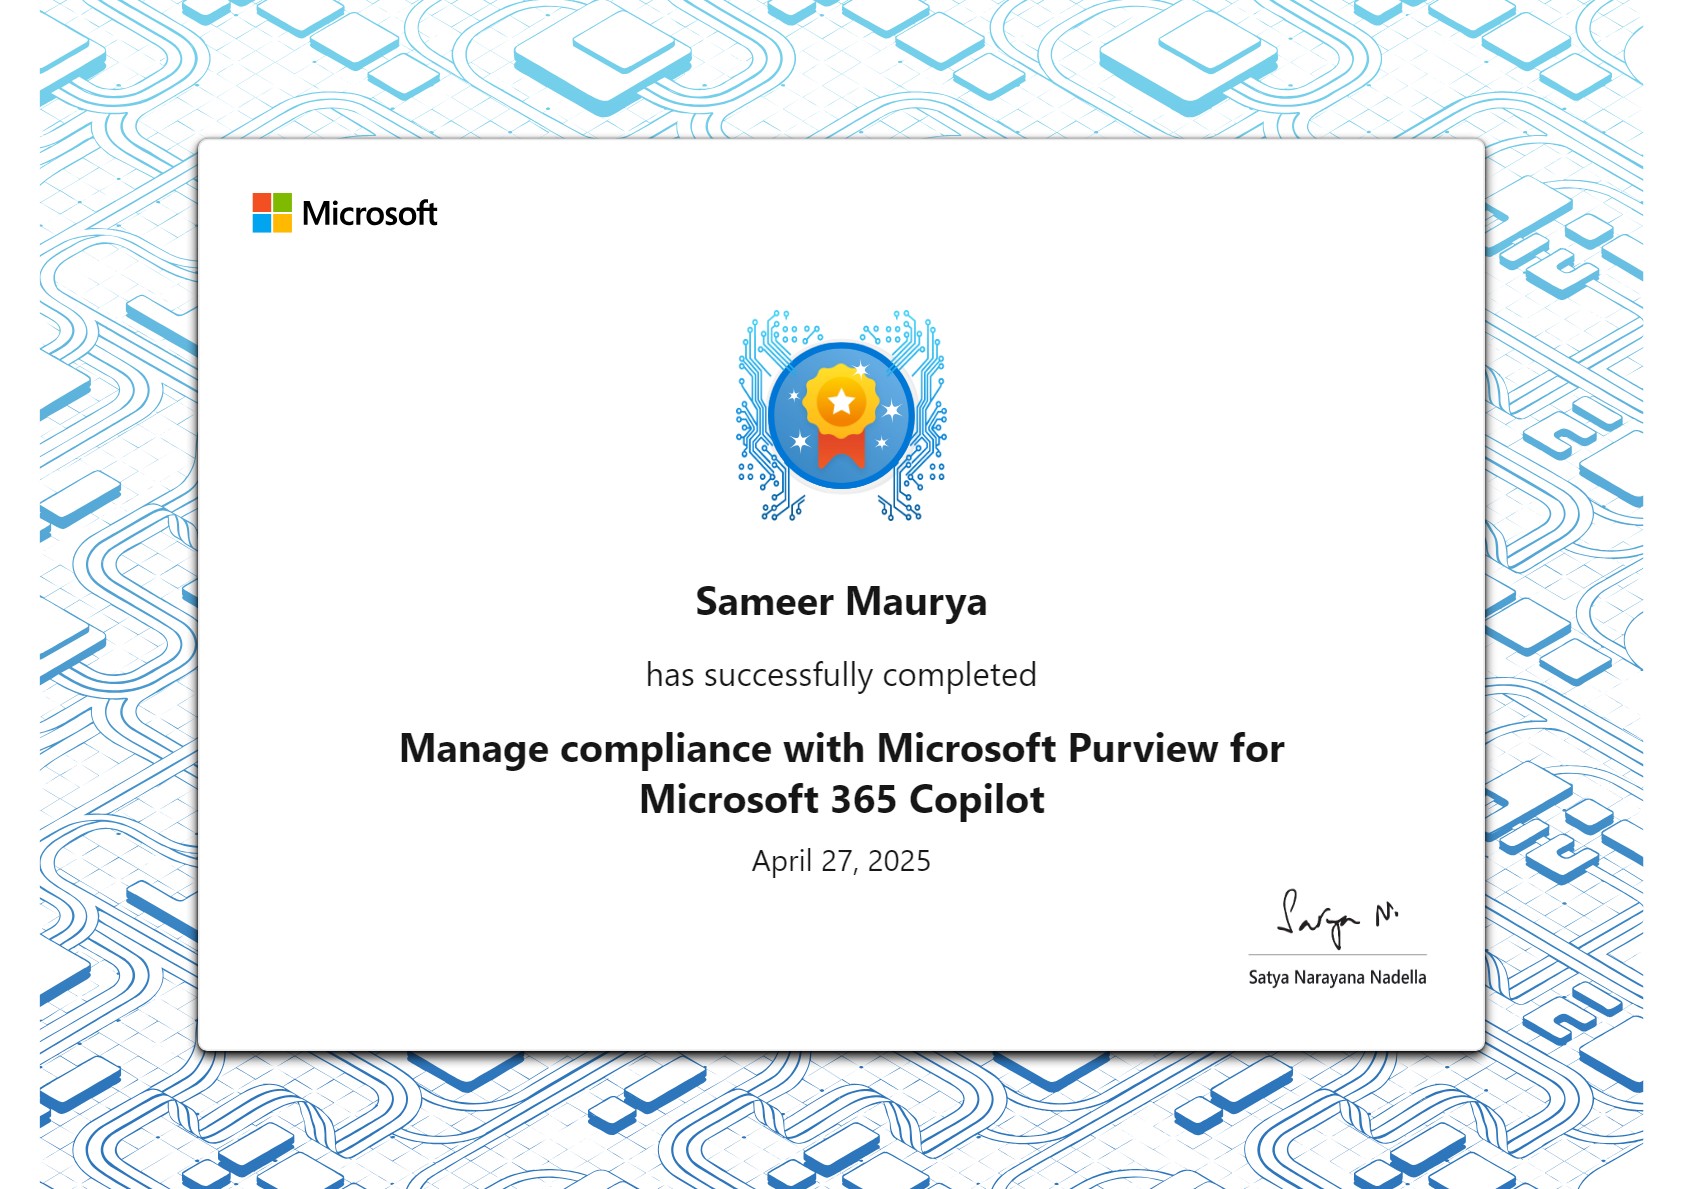 Microsoft
Sameer Maurya
has successfully completed
Manage compliance with Microsoft Purview for
Microsoft 365 Copilot
April 27, 2025
Satya N.
Satya Narayana Nadella